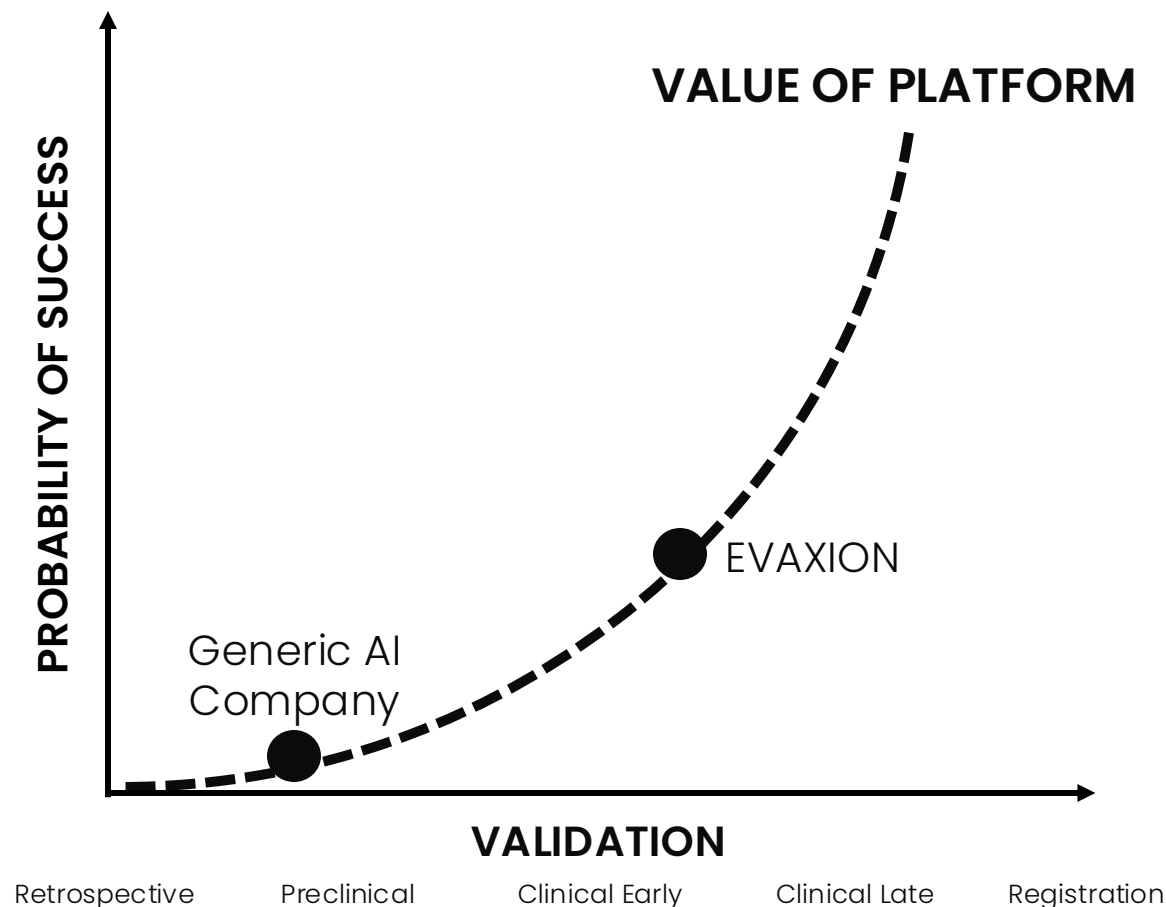 VALUE OF PLATFORM
PROBABILITY OF SUCCESS
EVAXION
Generic AI
Company
VALIDATION
Retrospective Preclinical Clinical Early Clinical Late Registration